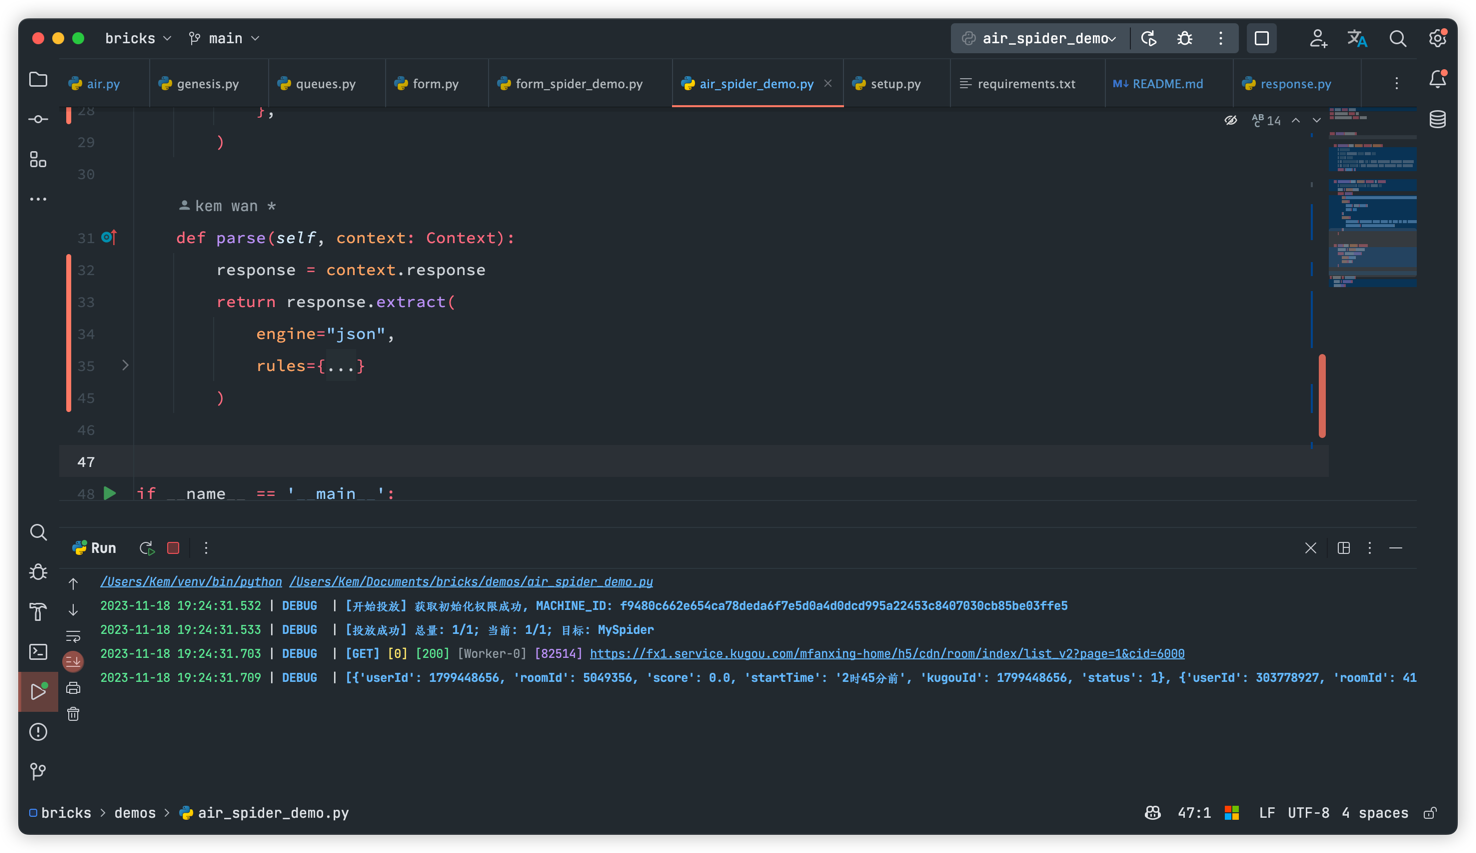 bricks main air_spider_demo
air.py genesis.py queues.py form.py form_spider_demo.py air_spider_demo.py setup.py requirements.txt M↓ README.md response.py
28 },
14
29 )
30
kem wan *
31 def parse(self, context: Context):
32 response = context.response
33 return response.extract(
34 engine="json",
35 rules={...}
45 )
46
47
48 if __name__ == '__main__':
Run
/Users/Kem/venv/bin/python /Users/Kem/Documents/bricks/demos/air_spider_demo.py
2023-11-18 19:24:31.532 | DEBUG | [开始投放] 获取初始化权限成功, MACHINE_ID: f9480c662e654ca78deda6f7e5d0a4d0dcd995a22453c8407030cb85be03ffe5
2023-11-18 19:24:31.533 | DEBUG | [投放成功] 总量: 1/1; 当前: 1/1; 目标: MySpider
2023-11-18 19:24:31.703 | DEBUG | [GET] [0] [200] [Worker-0] [82514] https://fx1.service.kugou.com/mfanxing-home/h5/cdn/room/index/list_v2?page=1&cid=6000
2023-11-18 19:24:31.709 | DEBUG | [{'userId': 1799448656, 'roomId': 5049356, 'score': 0.0, 'startTime': '2时45分前', 'kugouId': 1799448656, 'status': 1}, {'userId': 303778927, 'roomId': 41
bricks > demos > air_spider_demo.py 47:1 LF UTF-8 4 spaces